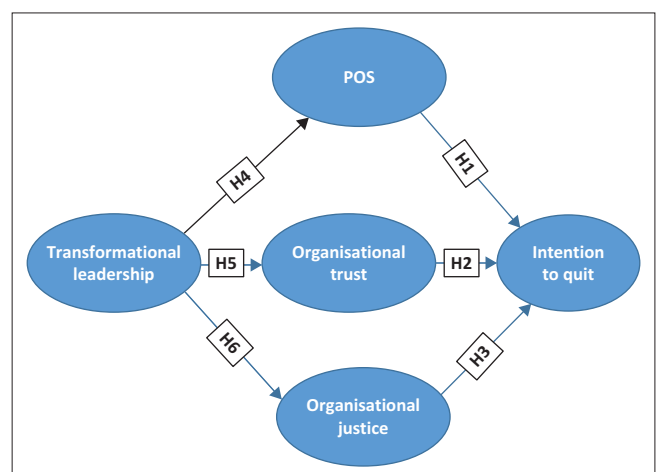 POS
H4
H1
Transformational
leadership
H5
Organisational
trust
H2
Intention
to quit
H6
H3
Organisational
justice